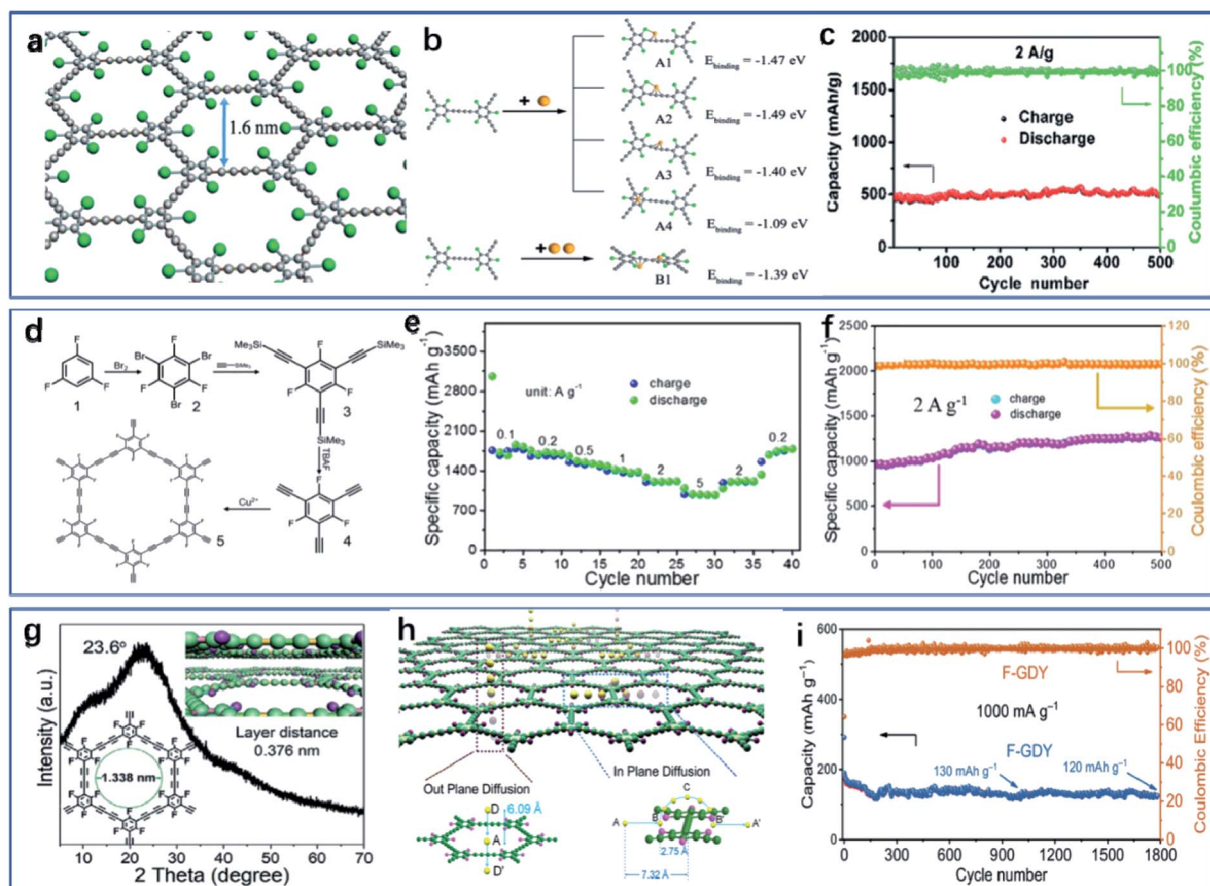 a
1.6 nm
b
+
A1
E binding = -1.47 eV
A2
E binding = -1.49 eV
A3
E binding = -1.40 eV
A4
E binding = -1.09 eV
+
B1
E binding = -1.39 eV
c
2 A/g
Charge
Discharge
Capacity (mAh/g)
2000
1750
1500
1250
1000
750
500
250
0
100 200 300 400 500
Cycle number
100
80
60
40
20
0
Coulumbic efficiency (%)
d
F
F
F
1
Br₂
F
Br
Br
F
F
Br
2
SiMe₃
Me₃Si
SiMe₃
F
F
F
SiMe₃
3
TBAF
F
F
F
4
Cu²⁺
5
e
unit: A g⁻¹
charge
discharge
0.1
0.2
0.5
1
2
5
2
0.2
Specific capacity (mAh g⁻¹)
3500
2800
2100
1400
700
0
0 5 10 15 20 25 30 35 40
Cycle number
f
2 A g⁻¹
charge
discharge
Specific capacity (mAh g⁻¹)
2500
2000
1500
1000
500
0
0 100 200 300 400 500
Cycle number
120
100
80
60
40
20
0
Coulombic efficiency (%)
g
23.6°
Layer distance
0.376 nm
1.338 nm
Intensity (a.u.)
10 20 30 40 50 60 70
2 Theta (degree)
h
Out Plane Diffusion
In Plane Diffusion
D
A
D'
6.09 Å
A
B
C
B'
A'
2.75 Å
7.32 Å
i
F-GDY
1000 mA g⁻¹
F-GDY
130 mAh g⁻¹
120 mAh g⁻¹
Capacity (mAh g⁻¹)
600
400
200
0
0 300 600 900 1200 1500 1800
Cycle number
100
80
60
40
20
0
Coulombic Efficiency (%)